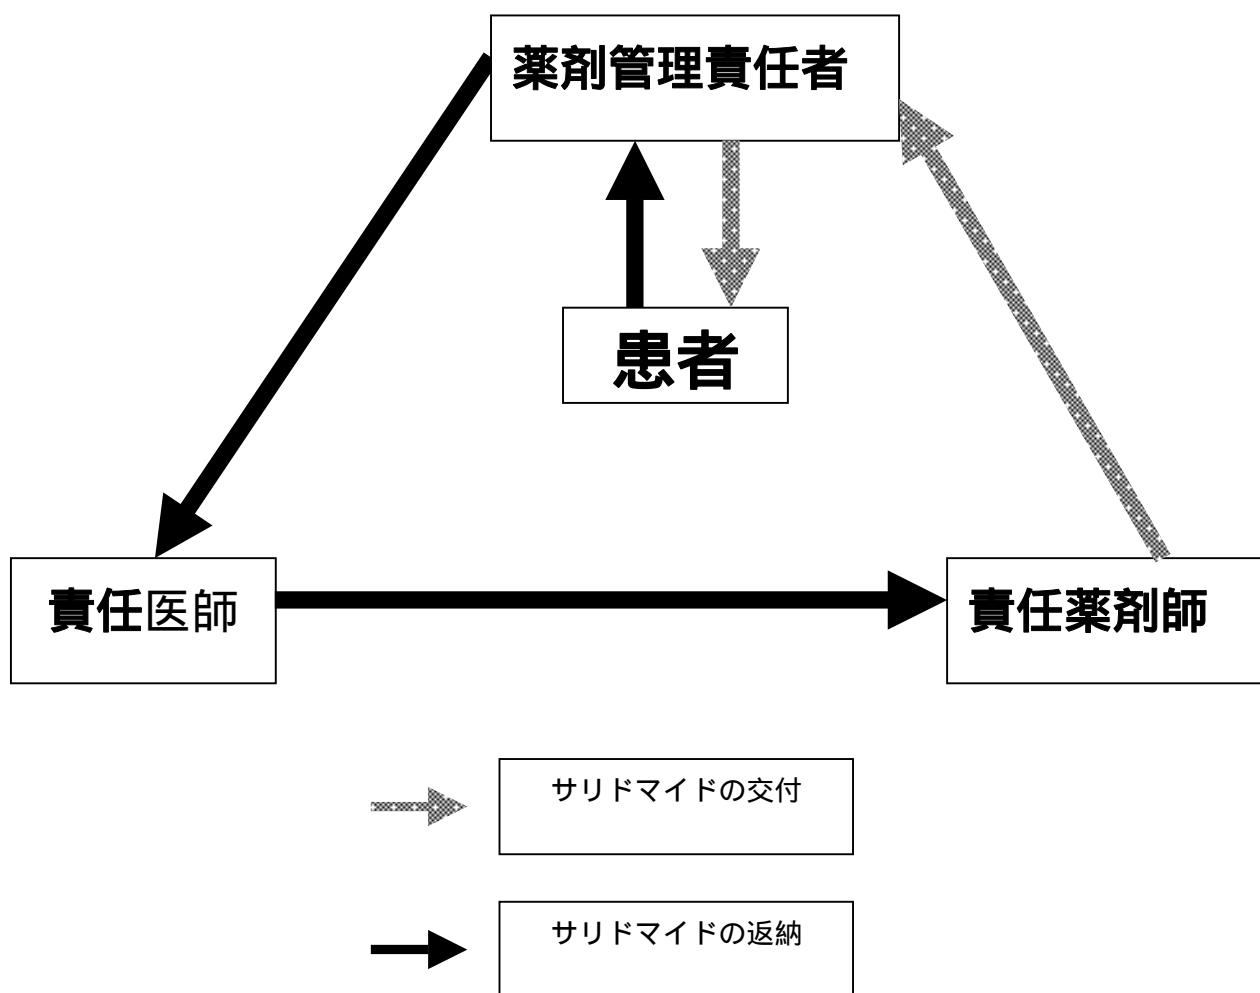 薬剤管理責任者
患者
責任医師
責任薬剤師
サリドマイドの交付
サリドマイドの返納